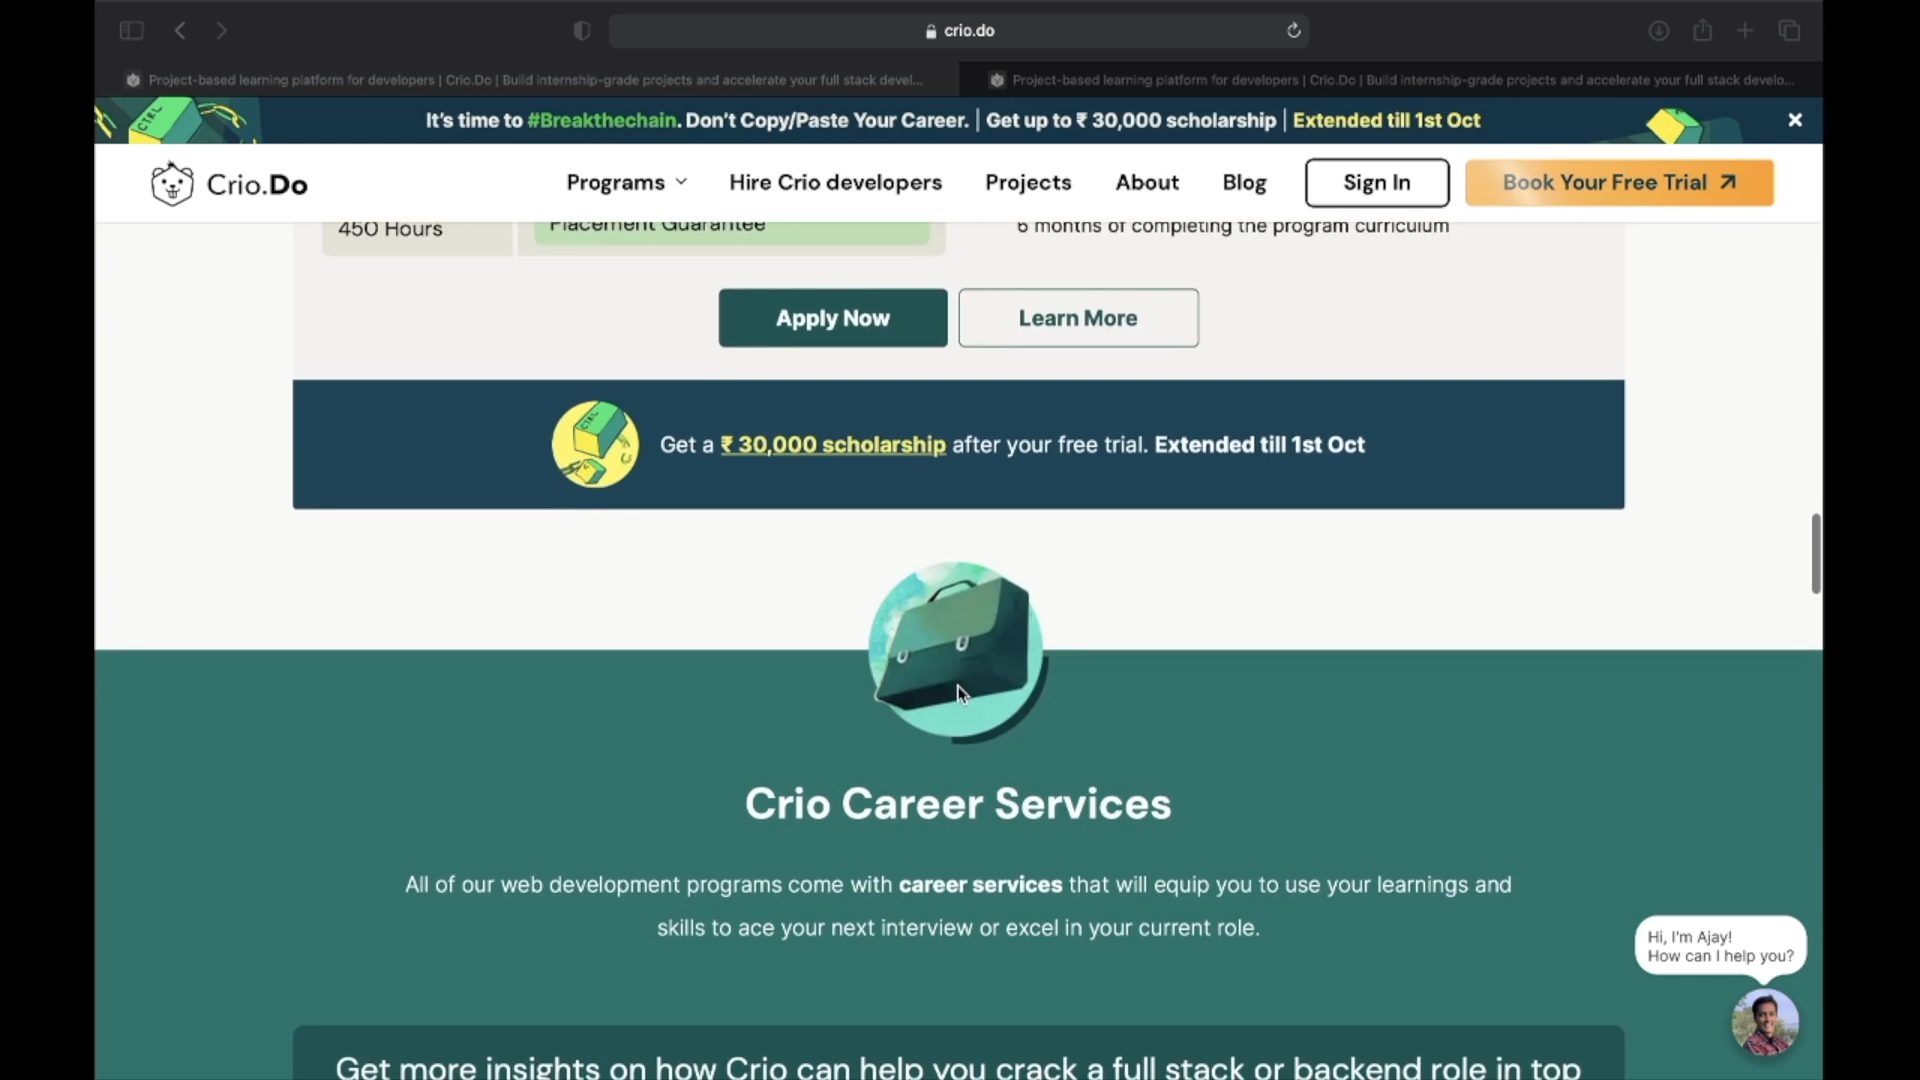 crio.do
Project-based learning platform for developers | Crio.Do | Build internship-grade projects and accelerate your full stack devel...
Project-based learning platform for developers | Crio.Do | Build internship-grade projects and accelerate your full stack develo...
CTRL
It's time to #Breakthechain. Don't Copy/Paste Your Career. | Get up to ₹ 30,000 scholarship | Extended till 1st Oct
Crio.Do
Programs
Hire Crio developers
Projects
About
Blog
Sign In
Book Your Free Trial
450 Hours
Placement Guarantee
6 months of completing the program curriculum
Apply Now
Learn More
CTRL
Get a ₹ 30,000 scholarship after your free trial. Extended till 1st Oct
Crio Career Services
All of our web development programs come with career services that will equip you to use your learnings and
skills to ace your next interview or excel in your current role.
Hi, I'm Ajay!
How can I help you?
Get more insights on how Crio can help you crack a full stack or backend role in top